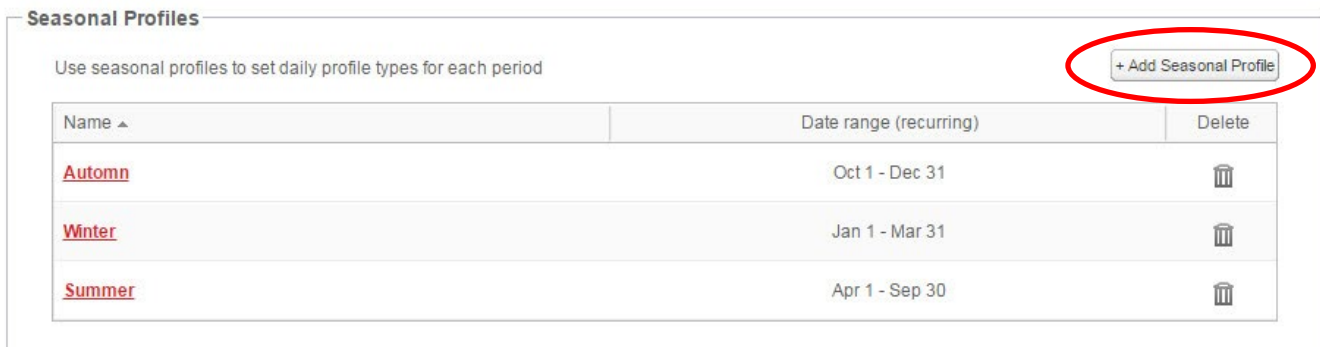 Seasonal Profiles
Use seasonal profiles to set daily profile types for each period
+ Add Seasonal Profile
Name Date range (recurring) Delete
Automn Oct 1 - Dec 31
Winter Jan 1 - Mar 31
Summer Apr 1 - Sep 30